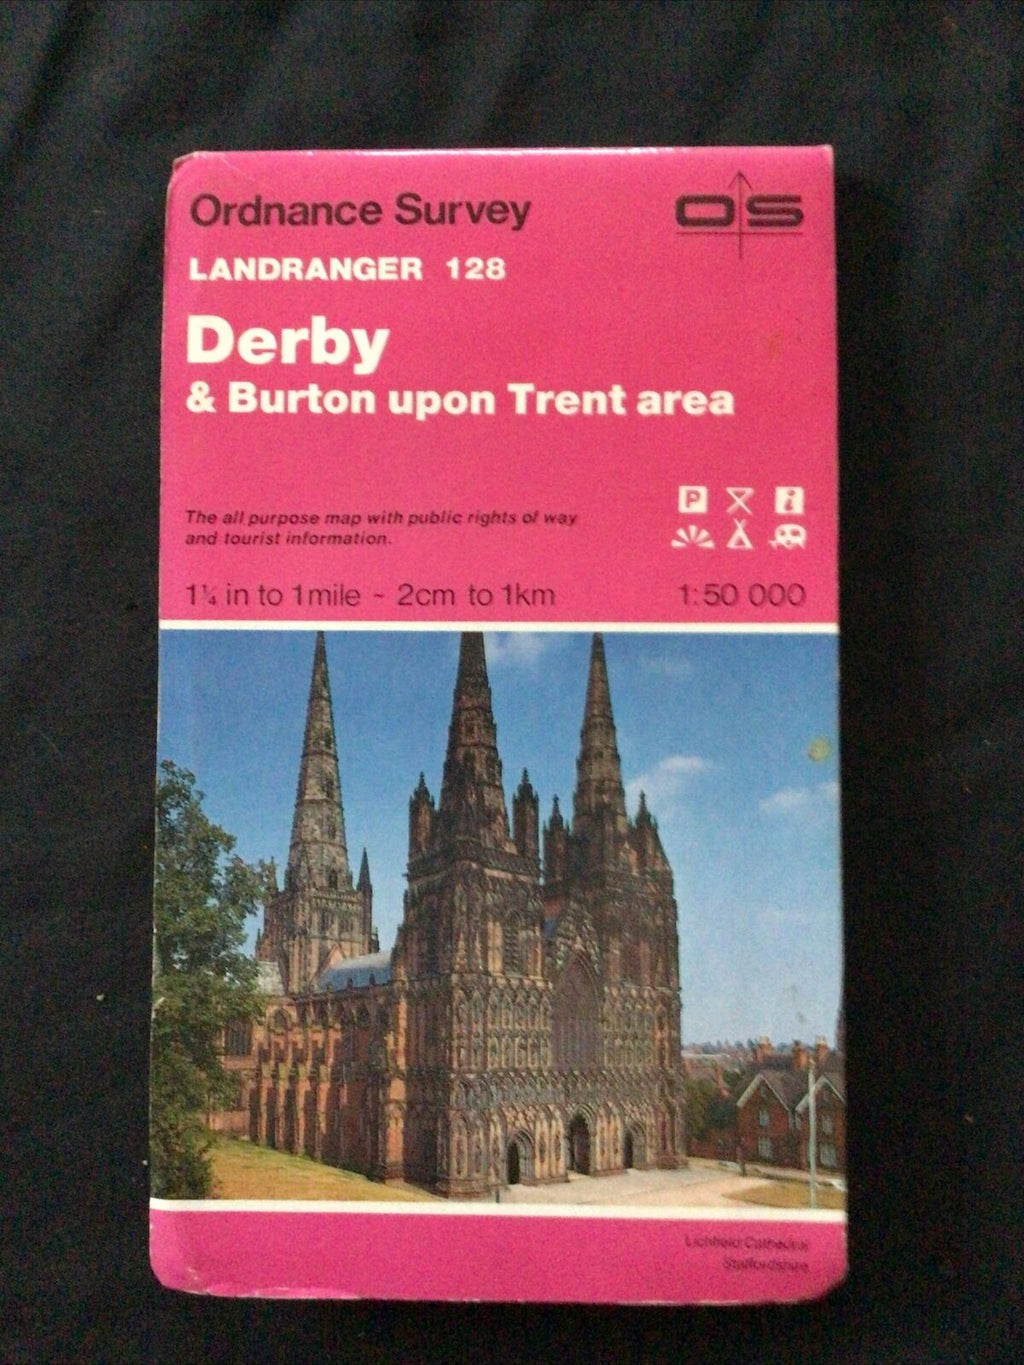 Ordnance Survey
OS
LANDRANGER 128
Derby
& Burton upon Trent area
P
i
The all purpose map with public rights of way
and tourist information.
1¼ in to 1mile ~ 2cm to 1km
1:50 000
Lichfield Cathedral
Staffordshire